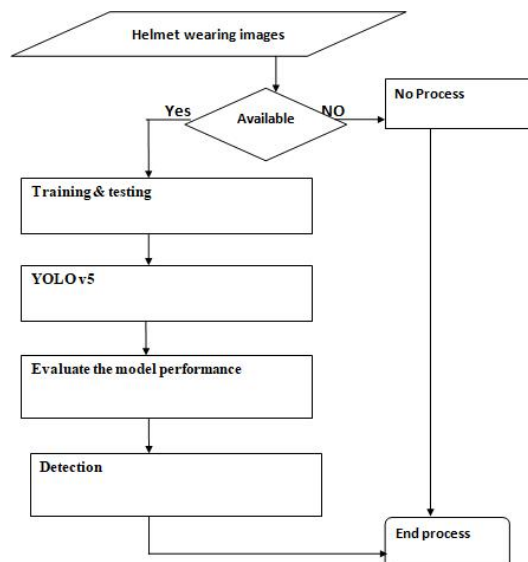 Helmet wearing images
Available
Yes
NO
No Process
Training & testing
YOLO v5
Evaluate the model performance
Detection
End process